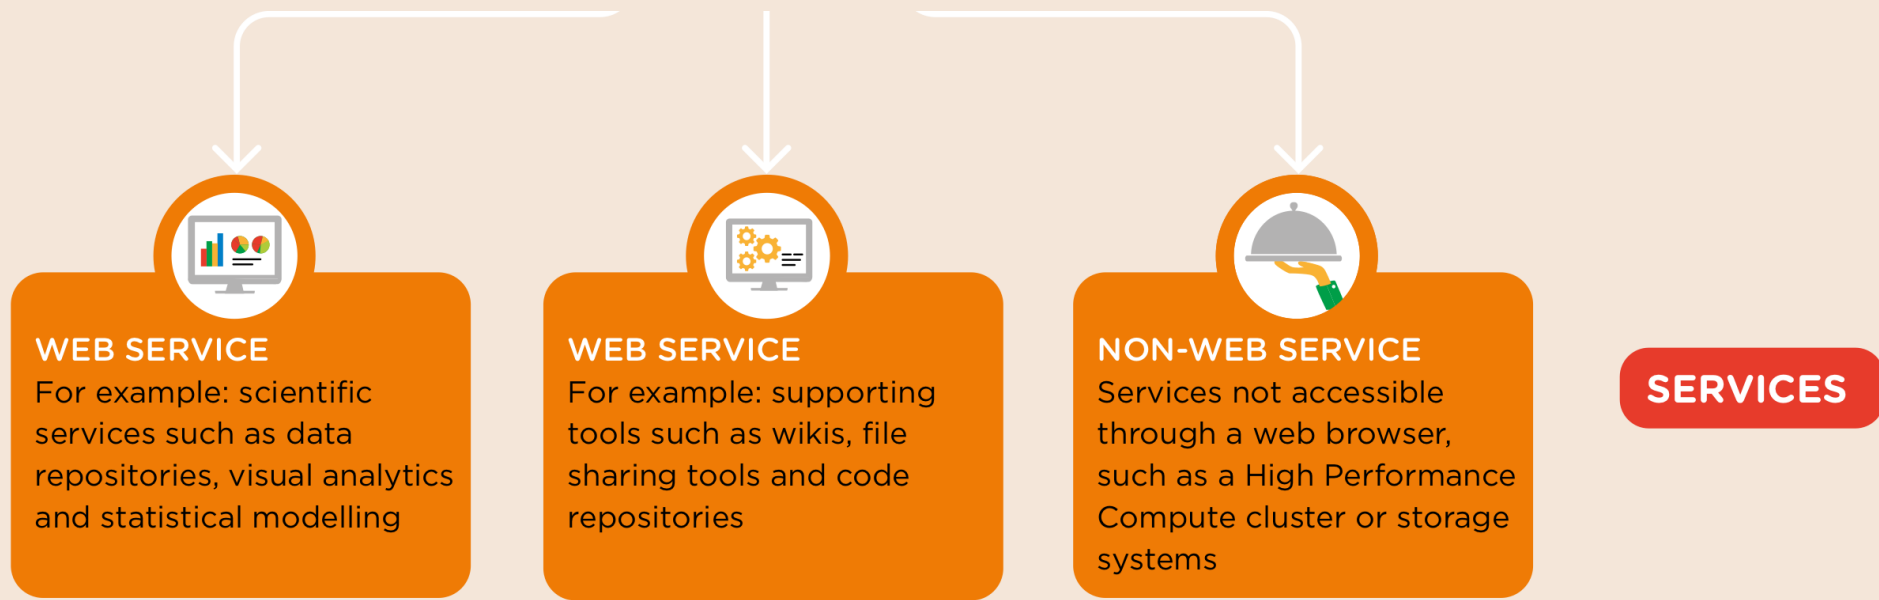 WEB SERVICE
For example: scientific
services such as data
repositories, visual analytics
and statistical modelling
WEB SERVICE
For example: supporting
tools such as wikis, file
sharing tools and code
repositories
NON-WEB SERVICE
Services not accessible
through a web browser,
such as a High Performance
Compute cluster or storage
systems
SERVICES